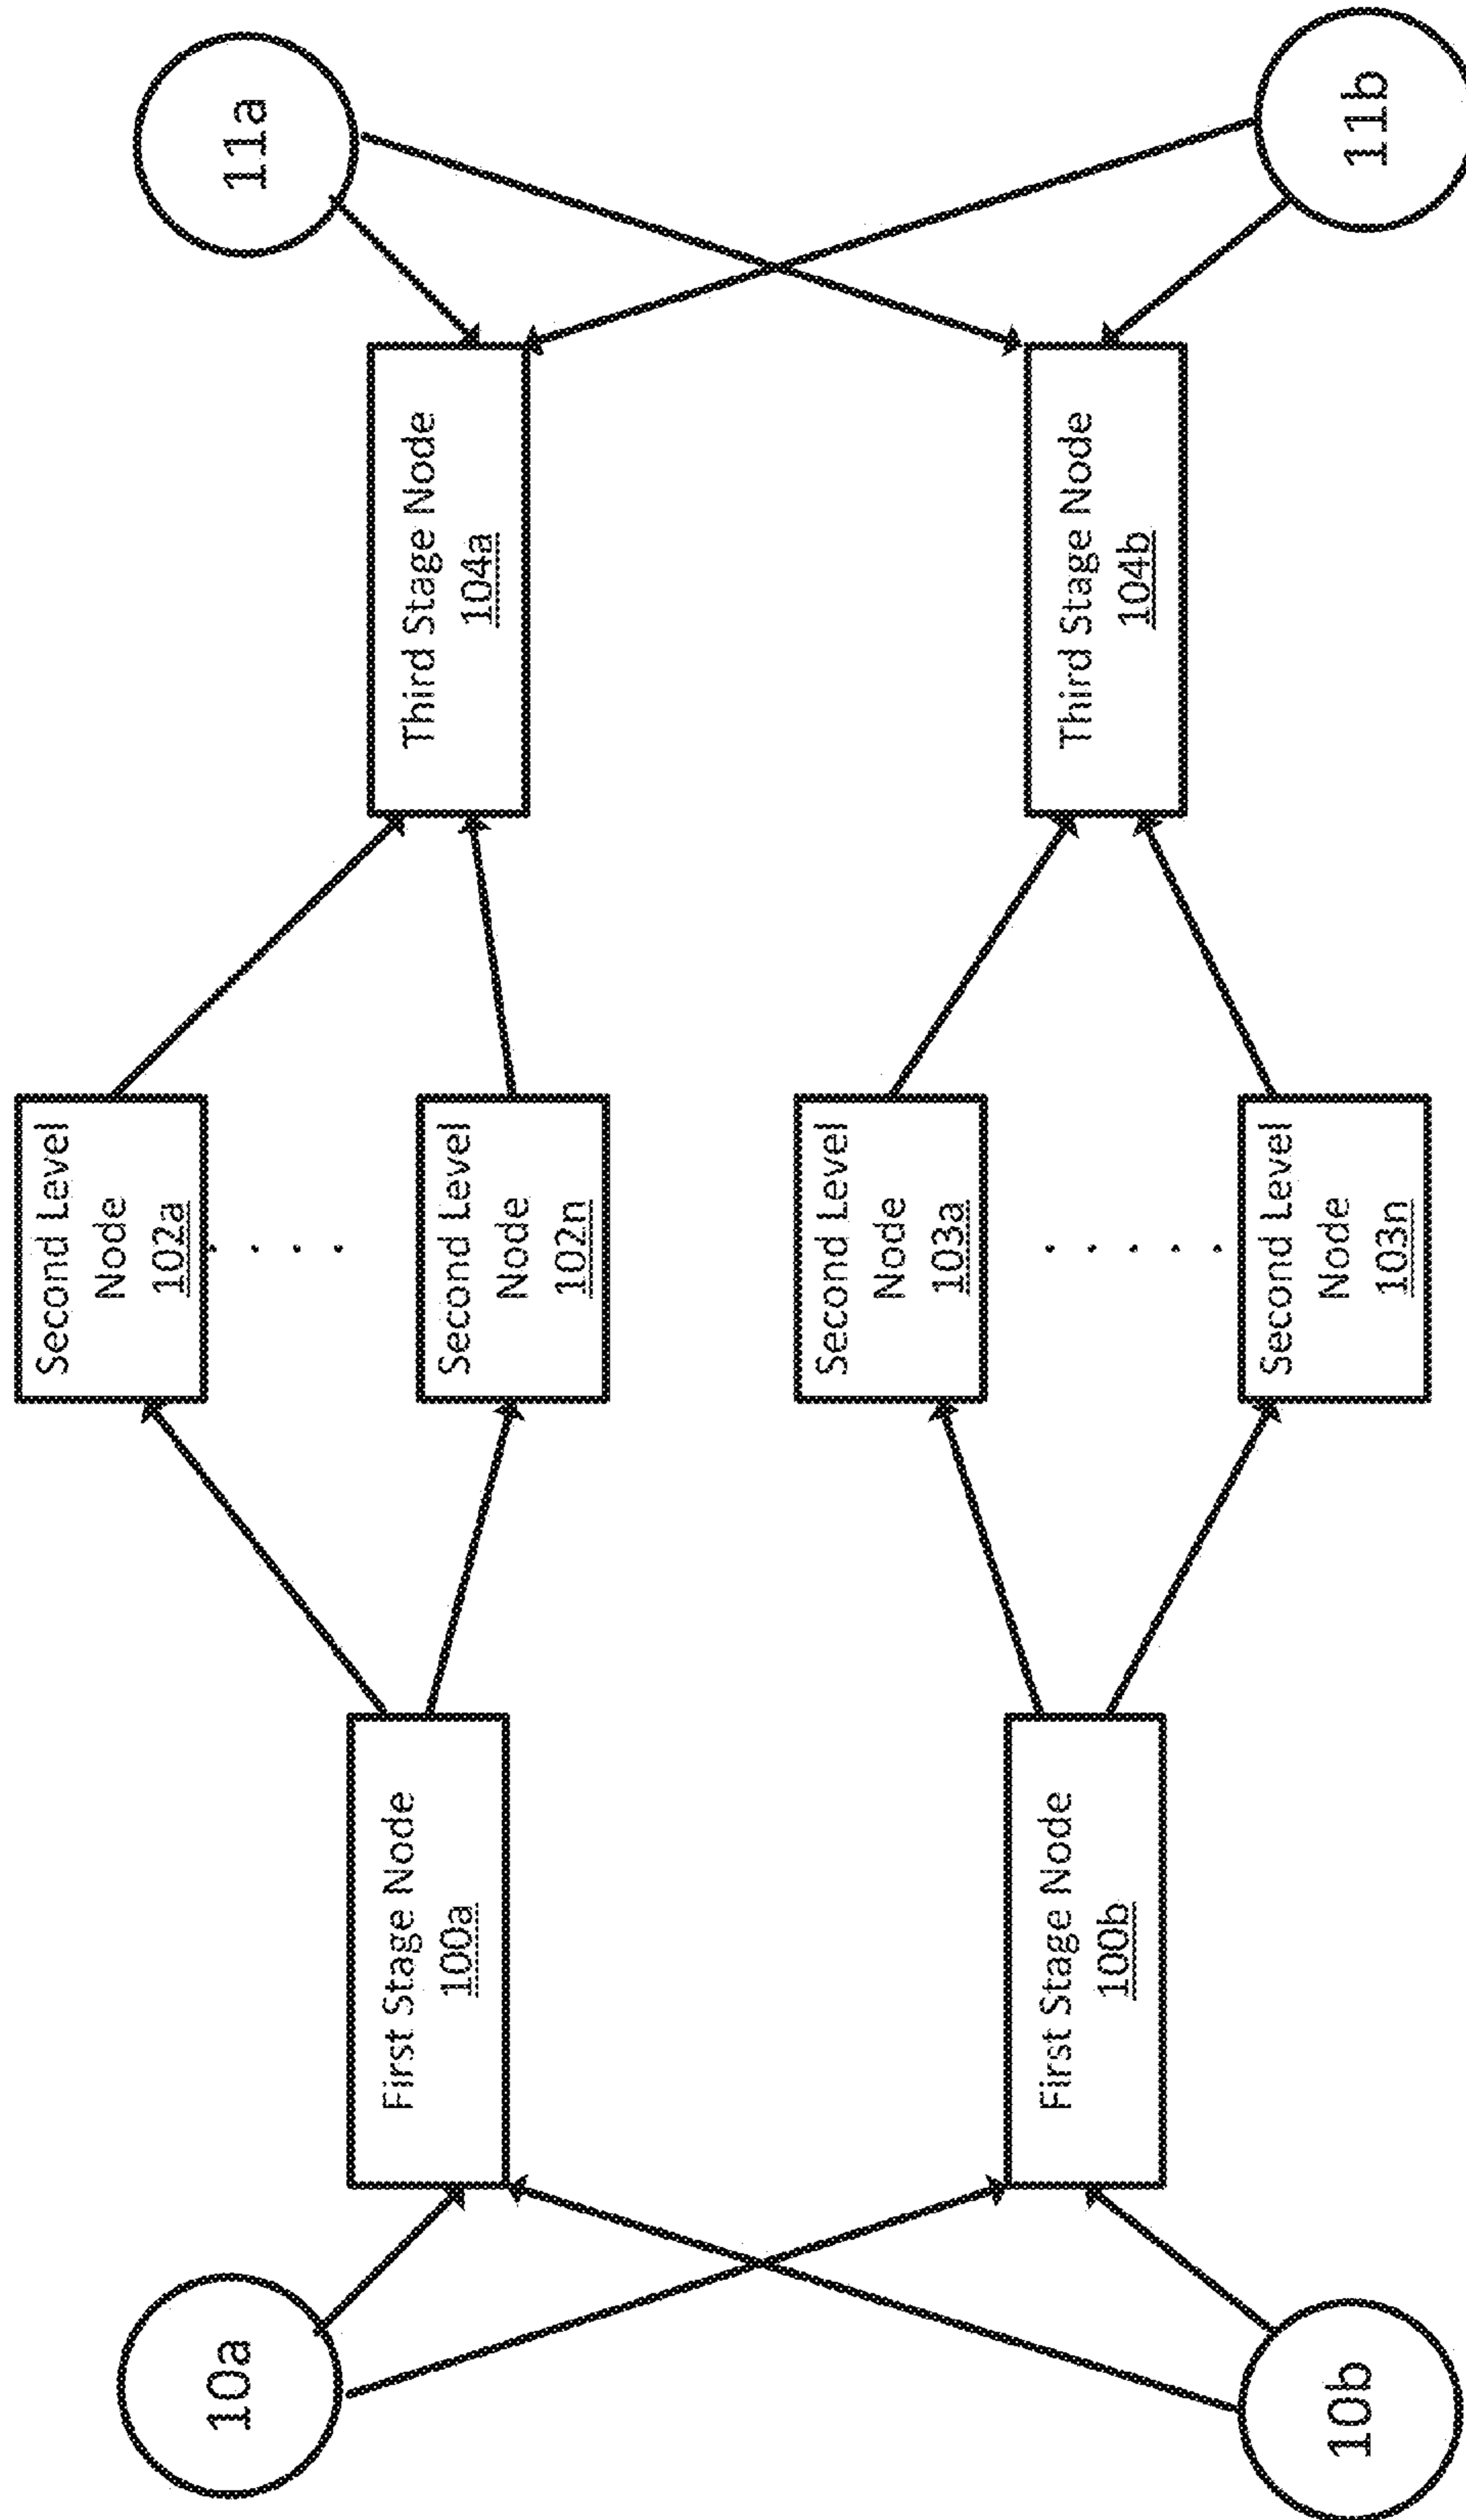 10a
10b
First Stage Node
100a
First Stage Node
100b
Second Level
Node
102a
Second Level
Node
102n
Second Level
Node
103a
Second Level
Node
103n
Third Stage Node
104a
Third Stage Node
104b
11a
11b